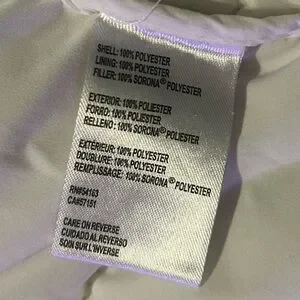 SHELL: 100% POLYESTER
LINING: 100% POLYESTER
FILLER: 100% SORONA® POLYESTER
EXTERIOR: 100% POLIESTER
FORRO: 100% POLIESTER
RELLENO: 100% SORONA® POLYESTER
EXTÉRIEUR: 100% POLYESTER
DOUBLURE: 100% POLYESTER
REMPLISSAGE: 100% SORONA® POLYESTER
RN#54163
CA#57151
CARE ON REVERSE
CUIDADO AL REVERSO
SOIN SUR L'INVERSE